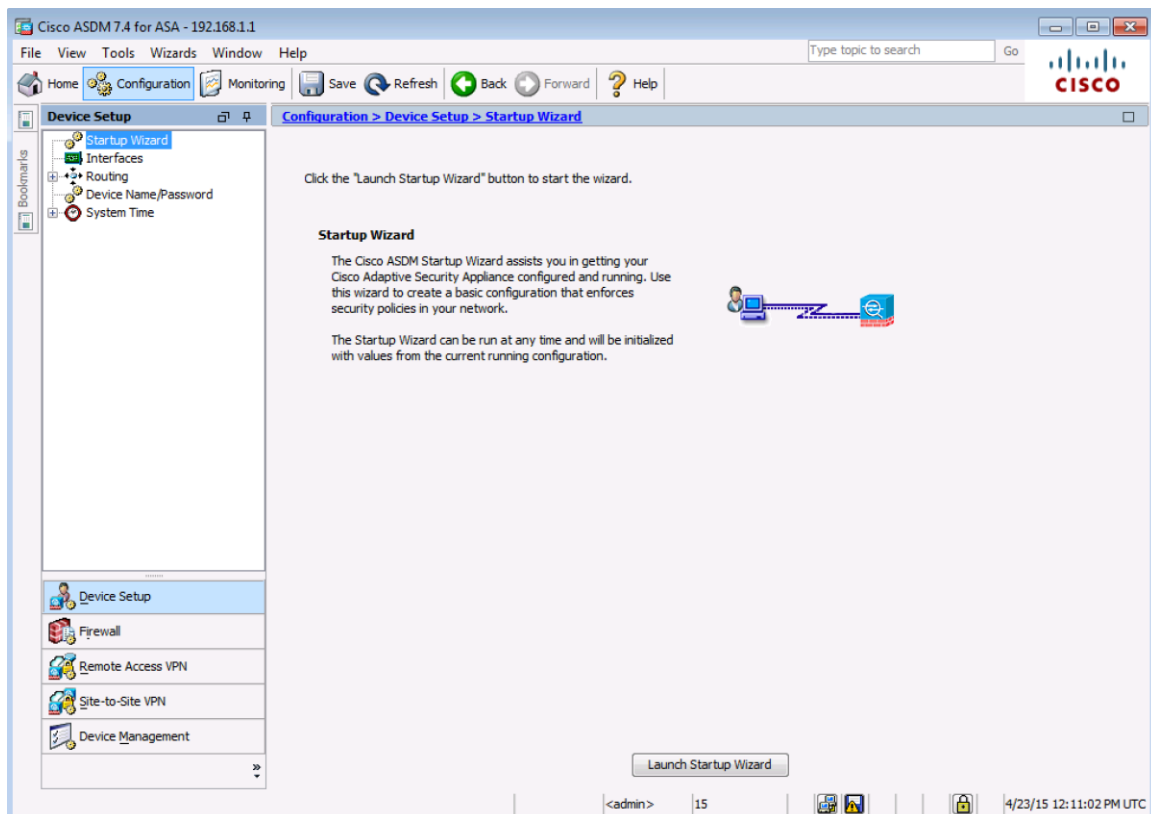 Cisco ASDM 7.4 for ASA - 192.168.1.1
File View Tools Wizards Window Help
Type topic to search Go
Home Configuration Monitoring Save Refresh Back Forward Help
CISCO
Bookmarks
Device Setup
Startup Wizard
Interfaces
Routing
Device Name/Password
System Time
Configuration > Device Setup > Startup Wizard
Click the "Launch Startup Wizard" button to start the wizard.
Startup Wizard
The Cisco ASDM Startup Wizard assists you in getting your
Cisco Adaptive Security Appliance configured and running. Use
this wizard to create a basic configuration that enforces
security policies in your network.
The Startup Wizard can be run at any time and will be initialized
with values from the current running configuration.
Device Setup
Firewall
Remote Access VPN
Site-to-Site VPN
Device Management
Launch Startup Wizard
<admin> 15 4/23/15 12:11:02 PM UTC